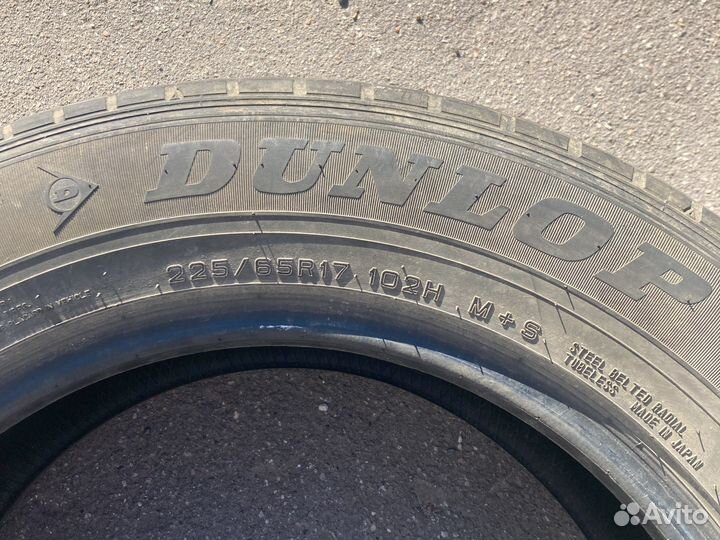 D
DUNLOP
225/65R17 102H M+S
STEEL BELTED RADIAL
TUBELESS MADE IN JAPAN
Avito